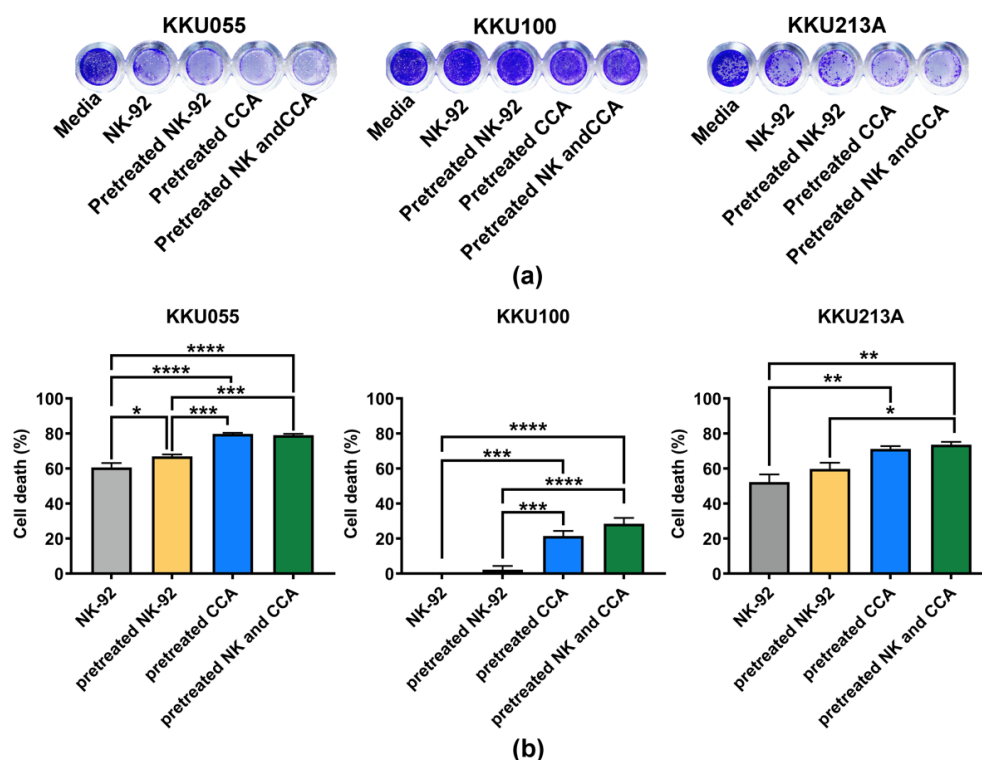 KKU055 KKU100 KKU213A
Media NK-92 Pretreated NK-92 Pretreated CCA Pretreated NK andCCA
Media NK-92 Pretreated NK-92 Pretreated CCA Pretreated NK andCCA
Media NK-92 Pretreated NK-92 Pretreated CCA Pretreated NK andCCA
(a)
KKU055
****
****
***
*
***
Cell death (%)
100
80
60
40
20
0
NK-92
pretreated NK-92
pretreated CCA
pretreated NK and CCA
KKU100
****
***
****
***
Cell death (%)
100
80
60
40
20
0
NK-92
pretreated NK-92
pretreated CCA
pretreated NK and CCA
KKU213A
**
**
*
Cell death (%)
100
80
60
40
20
0
NK-92
pretreated NK-92
pretreated CCA
pretreated NK and CCA
(b)